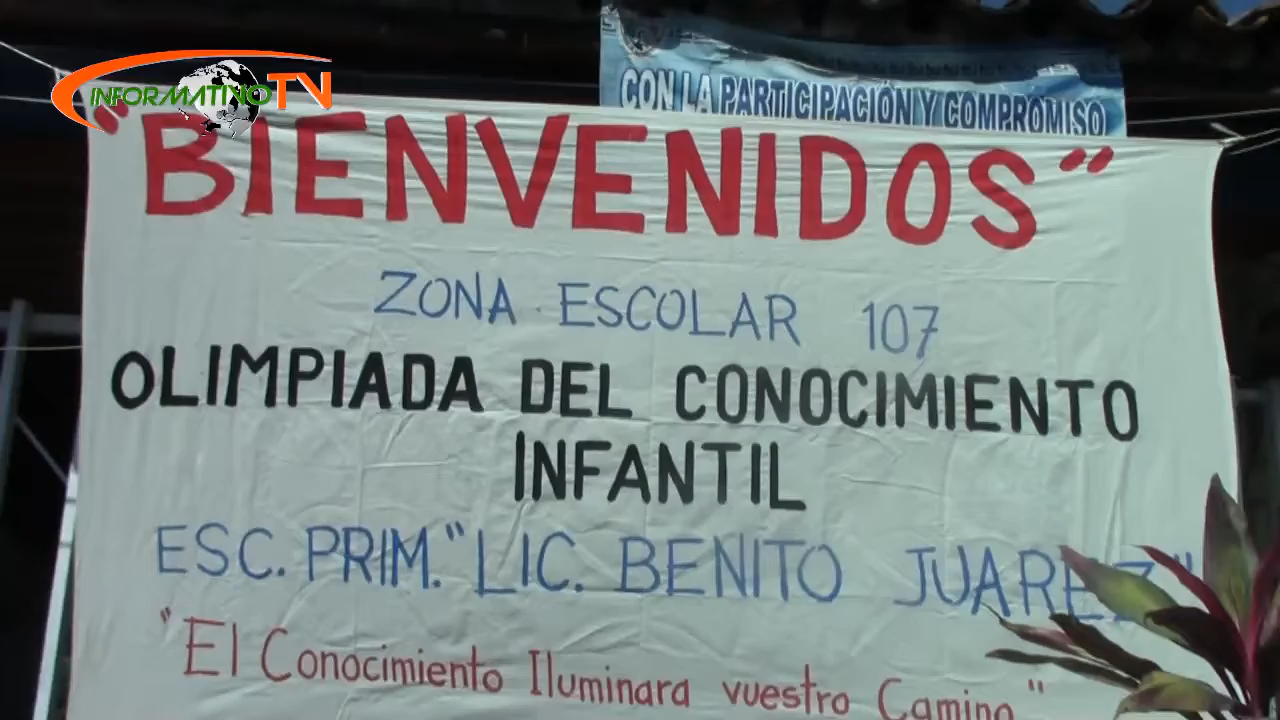 INFORMATIVO TV
CON LA PARTICIPACIÓN Y COMPROMISO
"BIENVENIDOS"
ZONA ESCOLAR 107
OLIMPIADA DEL CONOCIMIENTO
INFANTIL
ESC. PRIM. "LIC. BENITO JUAREZ"
"El Conocimiento Iluminara vuestro Camino"